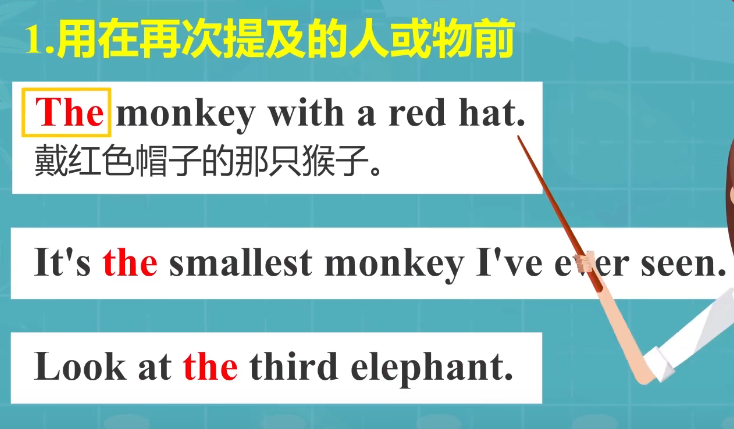 1.用在再次提及的人或物前
The monkey with a red hat.
戴红色帽子的那只猴子。
It's the smallest monkey I've ever seen.
Look at the third elephant.